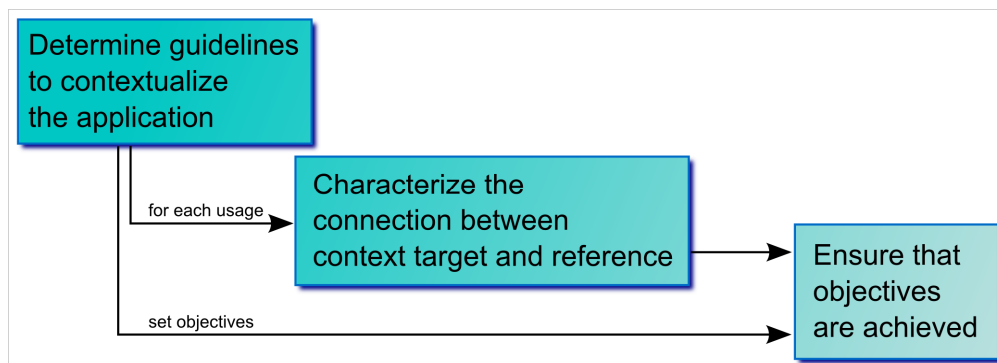 Determine guidelines
to contextualize
the application
for each usage
Characterize the
connection between
context target and reference
set objectives
Ensure that
objectives
are achieved